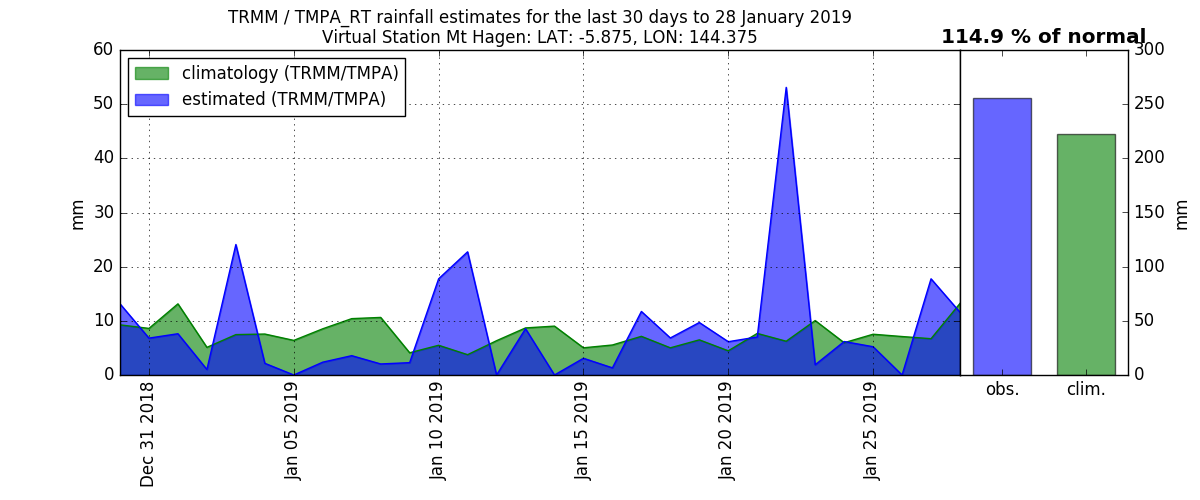 TRMM / TMPA_RT rainfall estimates for the last 30 days to 28 January 2019
Virtual Station Mt Hagen: LAT: -5.875, LON: 144.375
114.9 % of normal
climatology (TRMM/TMPA)
estimated (TRMM/TMPA)
60
50
40
30
20
10
0
mm
Dec 31 2018
Jan 05 2019
Jan 10 2019
Jan 15 2019
Jan 20 2019
Jan 25 2019
obs.
clim.
300
250
200
150
100
50
0
mm